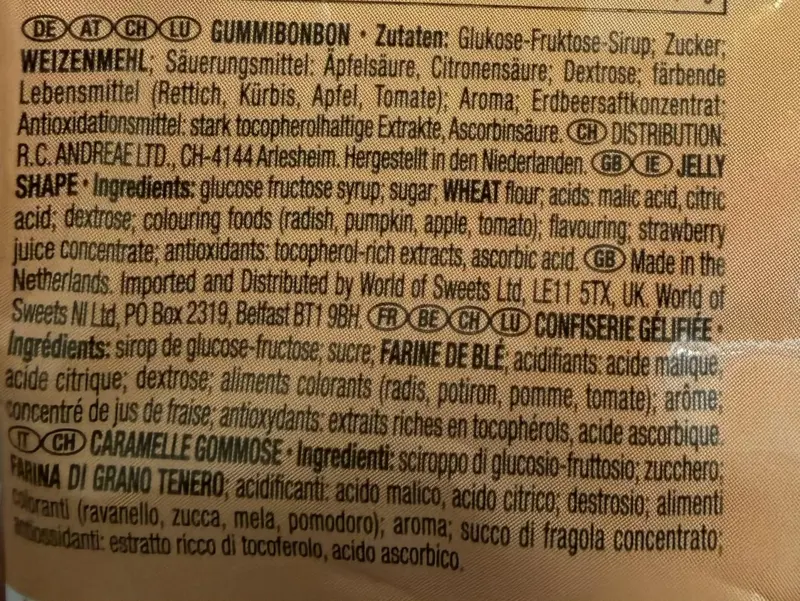 DE AT CH LU GUMMIBONBON • Zutaten: Glukose-Fruktose-Sirup; Zucker;
WEIZENMEHL; Säuerungsmittel: Äpfelsäure, Citronensäure; Dextrose; färbende
Lebensmittel (Rettich, Kürbis, Apfel, Tomate); Aroma; Erdbeersaftkonzentrat;
Antioxidationsmittel: stark tocopherolhaltige Extrakte, Ascorbinsäure. CH DISTRIBUTION:
R.C. ANDREAE LTD., CH-4144 Arlesheim. Hergestellt in den Niederlanden. GB IE JELLY
SHAPE • Ingredients: glucose fructose syrup; sugar; WHEAT flour; acids: malic acid, citric
acid; dextrose; colouring foods (radish, pumpkin, apple, tomato); flavouring; strawberry
juice concentrate; antioxidants: tocopherol-rich extracts, ascorbic acid. GB Made in the
Netherlands. Imported and Distributed by World of Sweets Ltd, LE11 5TX, UK. World of
Sweets NI Ltd, PO Box 2319, Belfast BT1 9BH. FR BE CH LU CONFISERIE GÉLIFIÉE •
Ingrédients: sirop de glucose-fructose; sucre; FARINE DE BLÉ; acidifiants: acide malique,
acide citrique; dextrose; aliments colorants (radis, potiron, pomme, tomate); arôme;
concentré de jus de fraise; antioxydants: extraits riches en tocophérols, acide ascorbique.
IT CH CARAMELLE GOMMOSE • Ingredienti: sciroppo di glucosio-fruttosio; zucchero;
FARINA DI GRANO TENERO; acidificanti: acido malico, acido citrico; destrosio; alimenti
coloranti (ravanello, zucca, mela, pomodoro); aroma; succo di fragola concentrato;
antiossidanti: estratto ricco di tocoferolo, acido ascorbico.